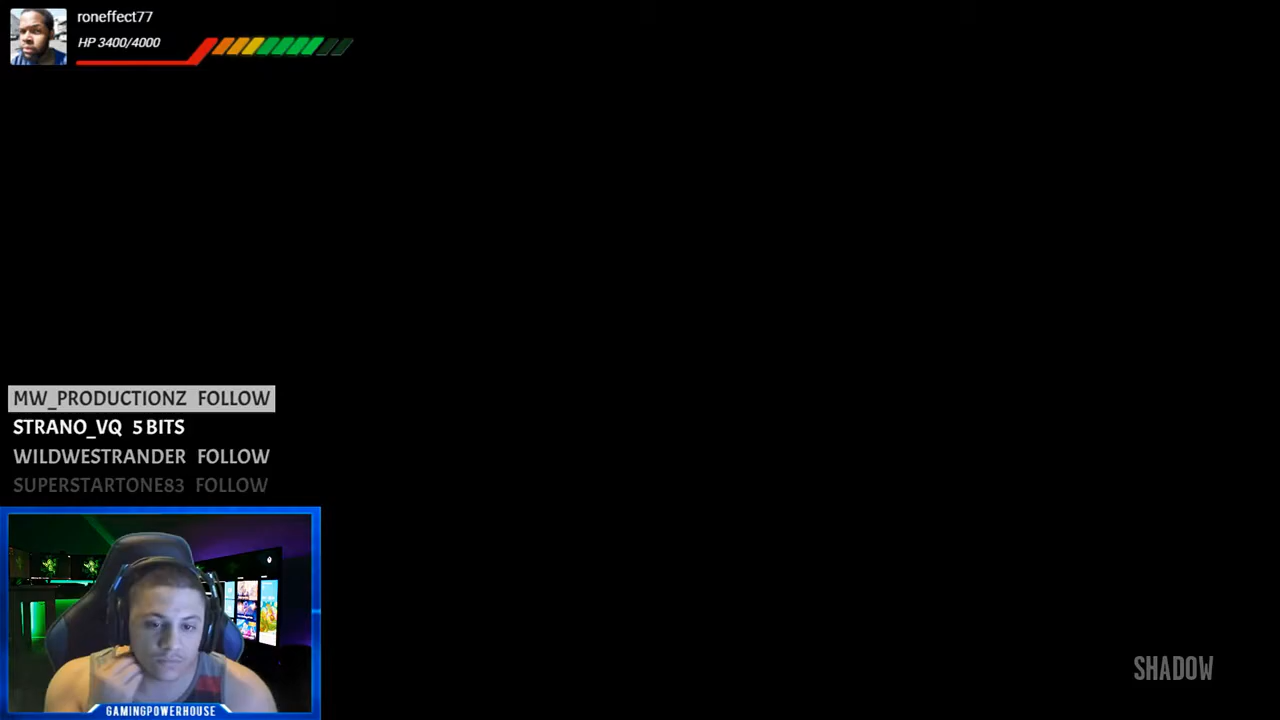 roneffect77
HP 3400/4000
MW_PRODUCTIONZ FOLLOW
STRANO_VQ 5 BITS
WILDWESTRANDER FOLLOW
SUPERSTARTONE83 FOLLOW
GAMINGPOWERHOUSE
SHADOW